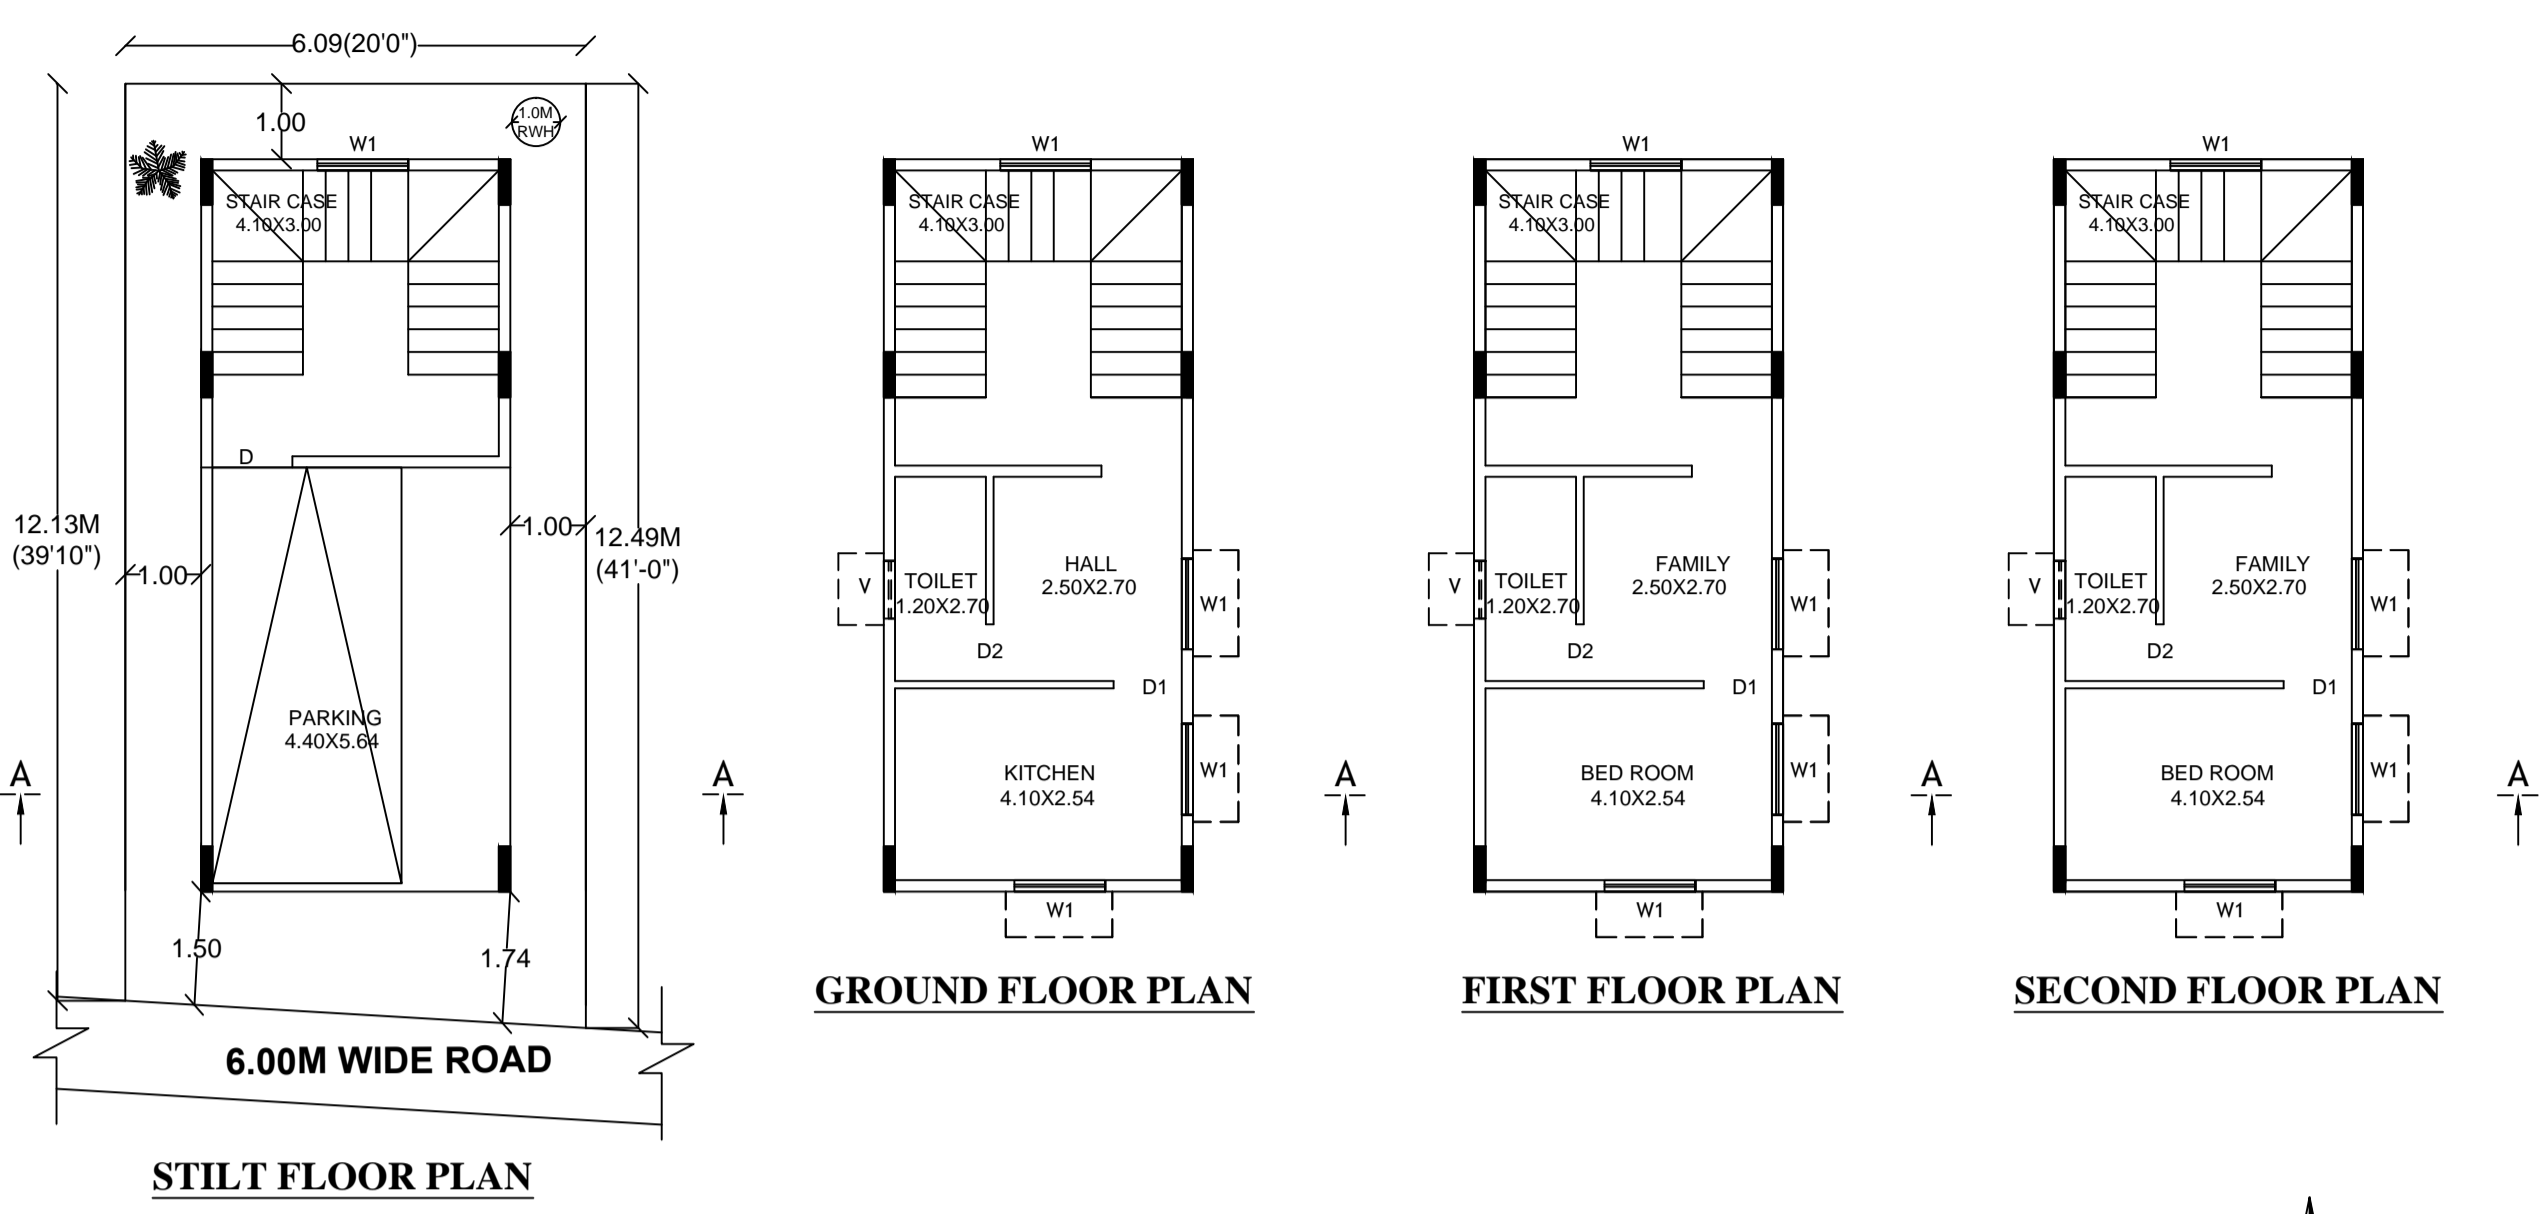 6.09(20'0")
1.00
1.0M
RWH
W1
STAIR CASE
4.10X3.00
D
12.13M
(39'10")
1.00
1.00
12.49M
(41'-0")
PARKING
4.40X5.64
A
A
1.50
1.74
6.00M WIDE ROAD
STILT FLOOR PLAN
W1
STAIR CASE
4.10X3.00
V
TOILET
1.20X2.70
HALL
2.50X2.70
W1
D2
D1
KITCHEN
4.10X2.54
W1
W1
GROUND FLOOR PLAN
A
W1
STAIR CASE
4.10X3.00
V
TOILET
1.20X2.70
FAMILY
2.50X2.70
W1
D2
D1
BED ROOM
4.10X2.54
W1
W1
FIRST FLOOR PLAN
A
W1
STAIR CASE
4.10X3.00
V
TOILET
1.20X2.70
FAMILY
2.50X2.70
W1
D2
D1
BED ROOM
4.10X2.54
W1
W1
SECOND FLOOR PLAN
A